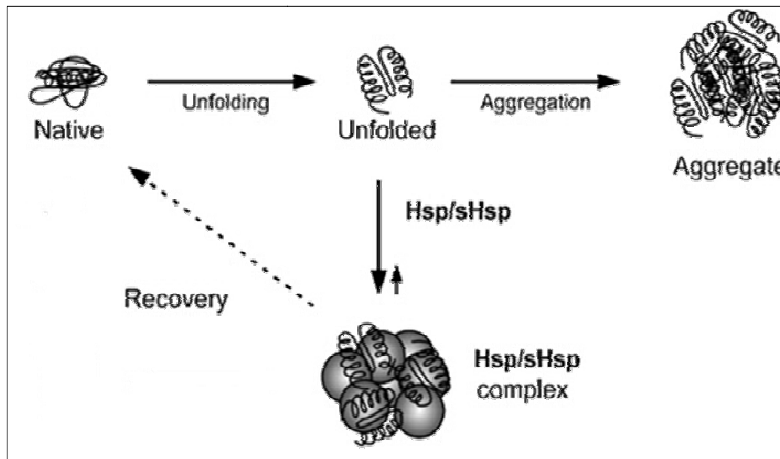 Unfolding
Aggregation
Native
Unfolded
Aggregate
Hsp/sHsp
Recovery
Hsp/sHsp
complex